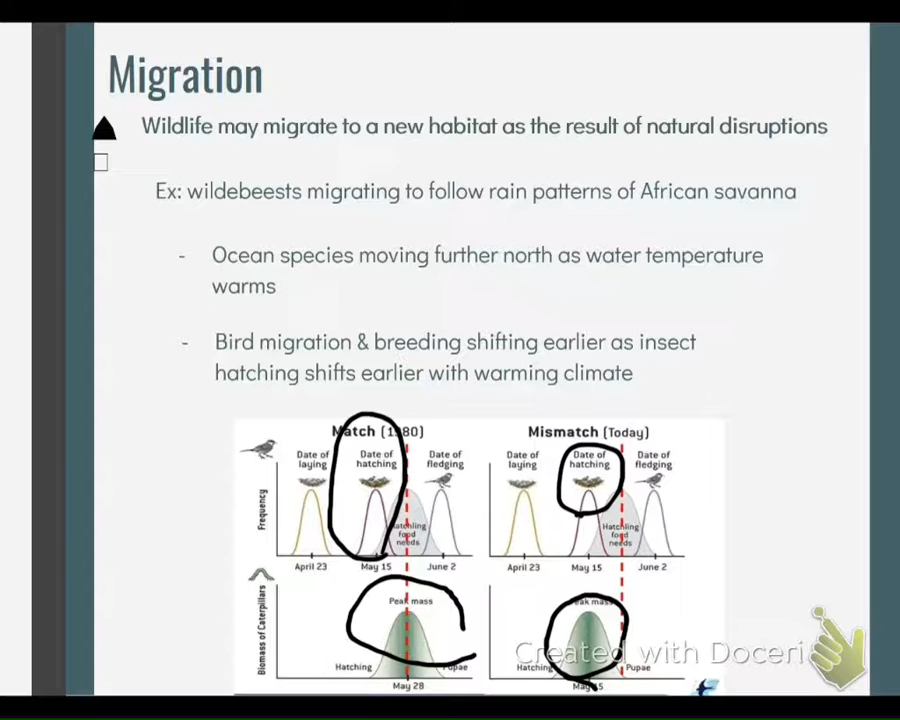 Migration
Wildlife may migrate to a new habitat as the result of natural disruptions
Ex: wildebeests migrating to follow rain patterns of African savanna
- Ocean species moving further north as water temperature
warms
- Bird migration & breeding shifting earlier as insect
hatching shifts earlier with warming climate
Match (1980)
Date of
laying
Date of
hatching
Date of
fledging
Frequency
Hatchling
food
needs
April 23
May 15
June 2
Biomass of Caterpillars
Peak mass
Hatching
Pupae
May 28
Mismatch (Today)
Date of
laying
Date of
hatching
Date of
fledging
Hatchling
food
needs
April 23
May 15
June 2
Peak mass
Hatching
Pupae
May 15
Created with Doceri